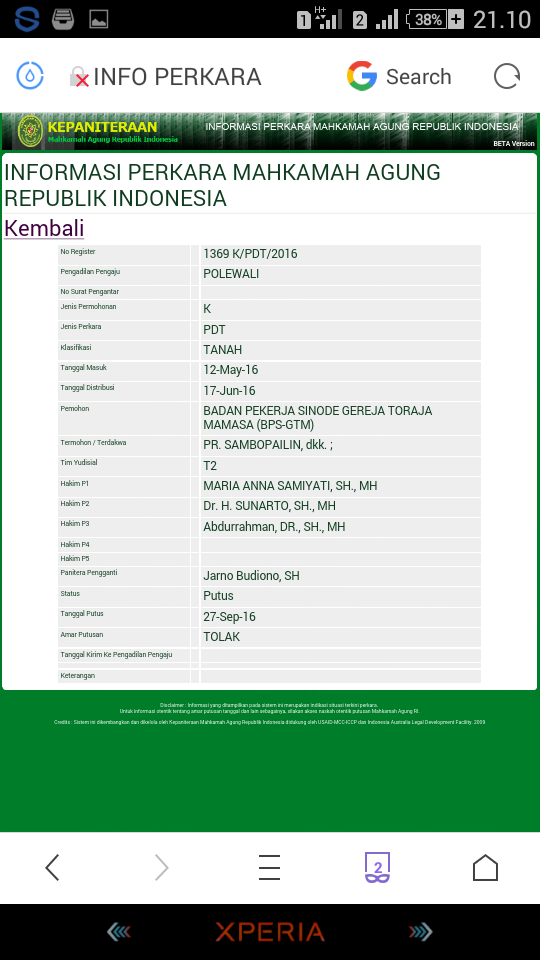 1 H+ 2 38% 21.10
INFO PERKARA Search
KEPANITERAAN
Mahkamah Agung Republik Indonesia
INFORMASI PERKARA MAHKAMAH AGUNG REPUBLIK INDONESIA
BETA Version
INFORMASI PERKARA MAHKAMAH AGUNG
REPUBLIK INDONESIA
Kembali
No Register 1369 K/PDT/2016
Pengadilan Pengaju POLEWALI
No Surat Pengantar
Jenis Permohonan K
Jenis Perkara PDT
Klasifikasi TANAH
Tanggal Masuk 12-May-16
Tanggal Distribusi 17-Jun-16
Pemohon BADAN PEKERJA SINODE GEREJA TORAJA
MAMASA (BPS-GTM)
Termohon / Terdakwa PR. SAMBOPAILIN, dkk. ;
Tim Yudisial T2
Hakim P1 MARIA ANNA SAMIYATI, SH., MH
Hakim P2 Dr. H. SUNARTO, SH., MH
Hakim P3 Abdurrahman, DR., SH., MH
Hakim P4
Hakim P5
Panitera Pengganti Jarno Budiono, SH
Status Putus
Tanggal Putus 27-Sep-16
Amar Putusan TOLAK
Tanggal Kirim Ke Pengadilan Pengaju
Keterangan
Disclaimer : Informasi yang ditampilkan pada sistem ini merupakan indikasi situasi terkini perkara.
Untuk informasi otentik tentang amar putusan tanggal dan lain sebagainya, silakan akses naskah otentik putusan Mahkamah Agung RI.
Credits : Sistem ini dikembangkan dan dikelola oleh Kepaniteraan Mahkamah Agung Republik Indonesia didukung oleh USAID-MCC-ICCP dan Indonesia Australia Legal Development Facility. 2009
2
XPERIA